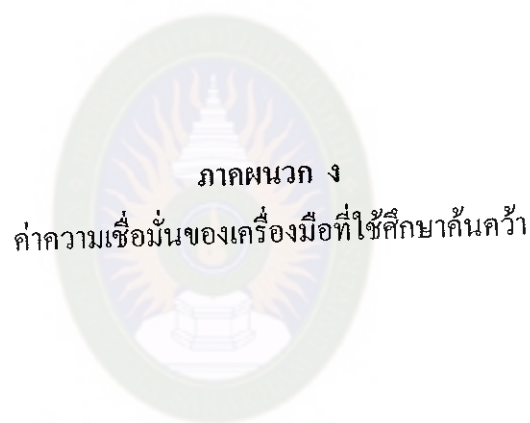 ภาคผนวก ง
ค่าความเชื่อมั่นของเครื่องมือที่ใช้ศึกษาค้นคว้า